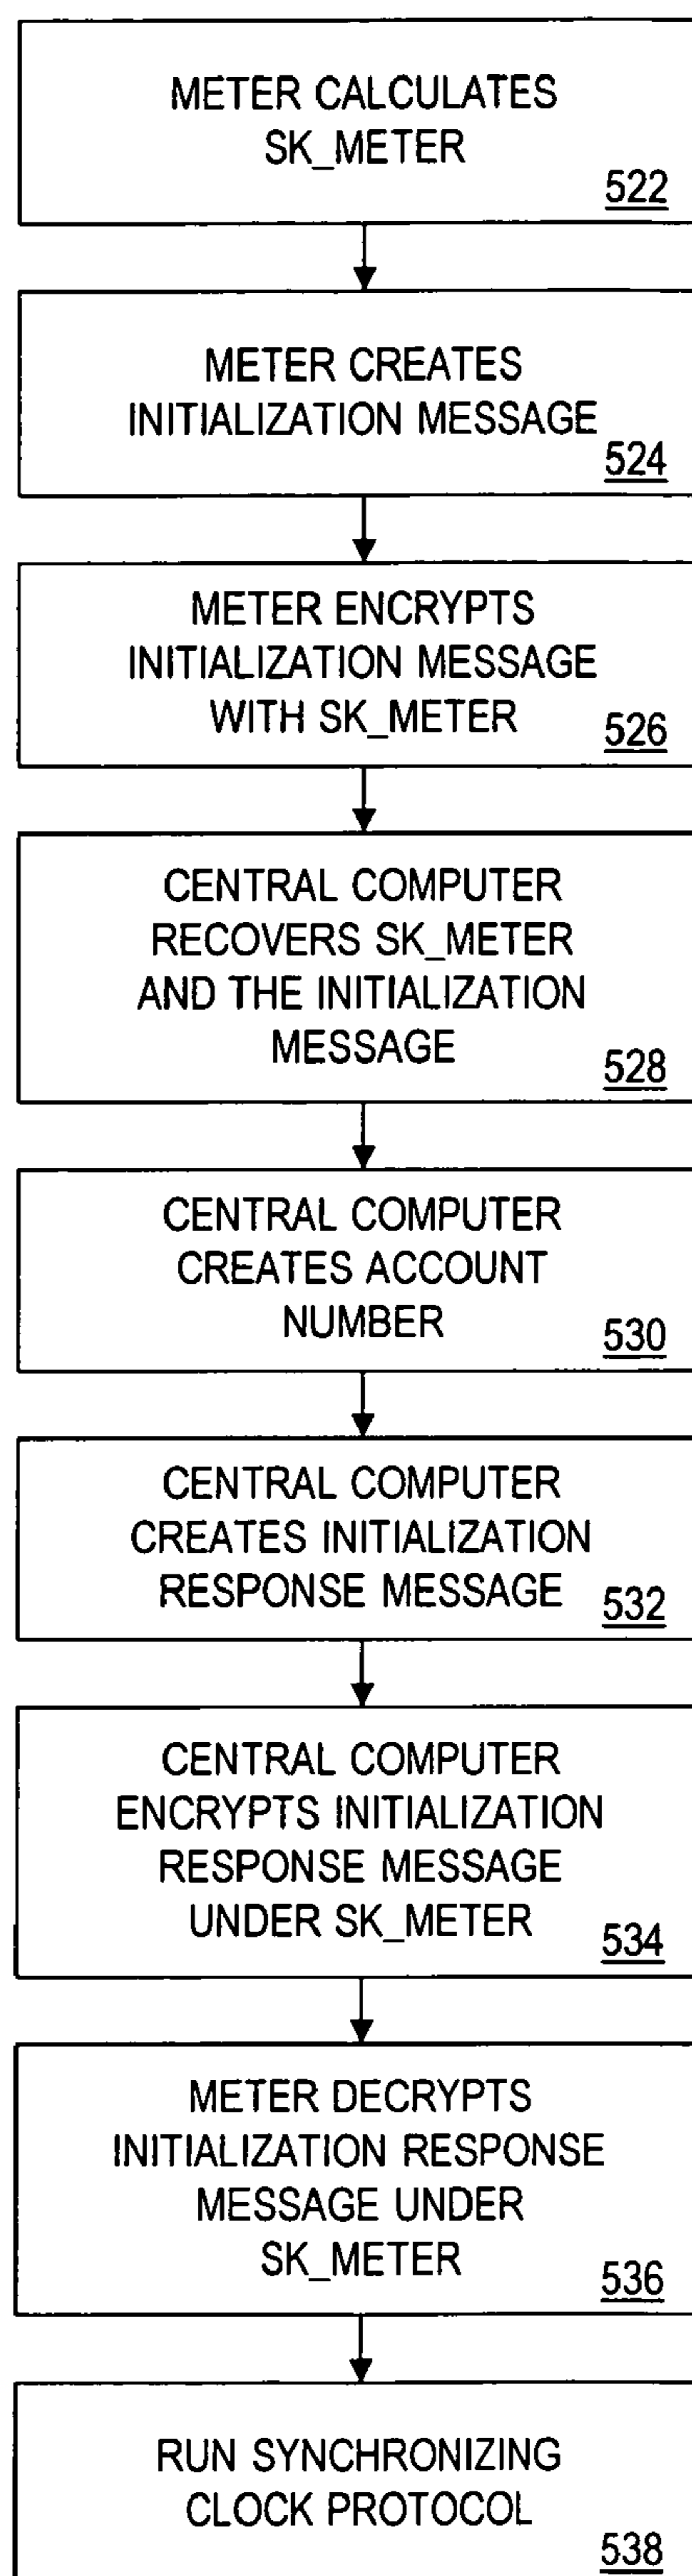 METER CALCULATES
SK_METER
522
METER CREATES
INITIALIZATION MESSAGE
524
METER ENCRYPTS
INITIALIZATION MESSAGE
WITH SK_METER
526
CENTRAL COMPUTER
RECOVERS SK_METER
AND THE INITIALIZATION
MESSAGE
528
CENTRAL COMPUTER
CREATES ACCOUNT
NUMBER
530
CENTRAL COMPUTER
CREATES INITIALIZATION
RESPONSE MESSAGE
532
CENTRAL COMPUTER
ENCRYPTS INITIALIZATION
RESPONSE MESSAGE
UNDER SK_METER
534
METER DECRYPTS
INITIALIZATION RESPONSE
MESSAGE UNDER
SK_METER
536
RUN SYNCHRONIZING
CLOCK PROTOCOL
538